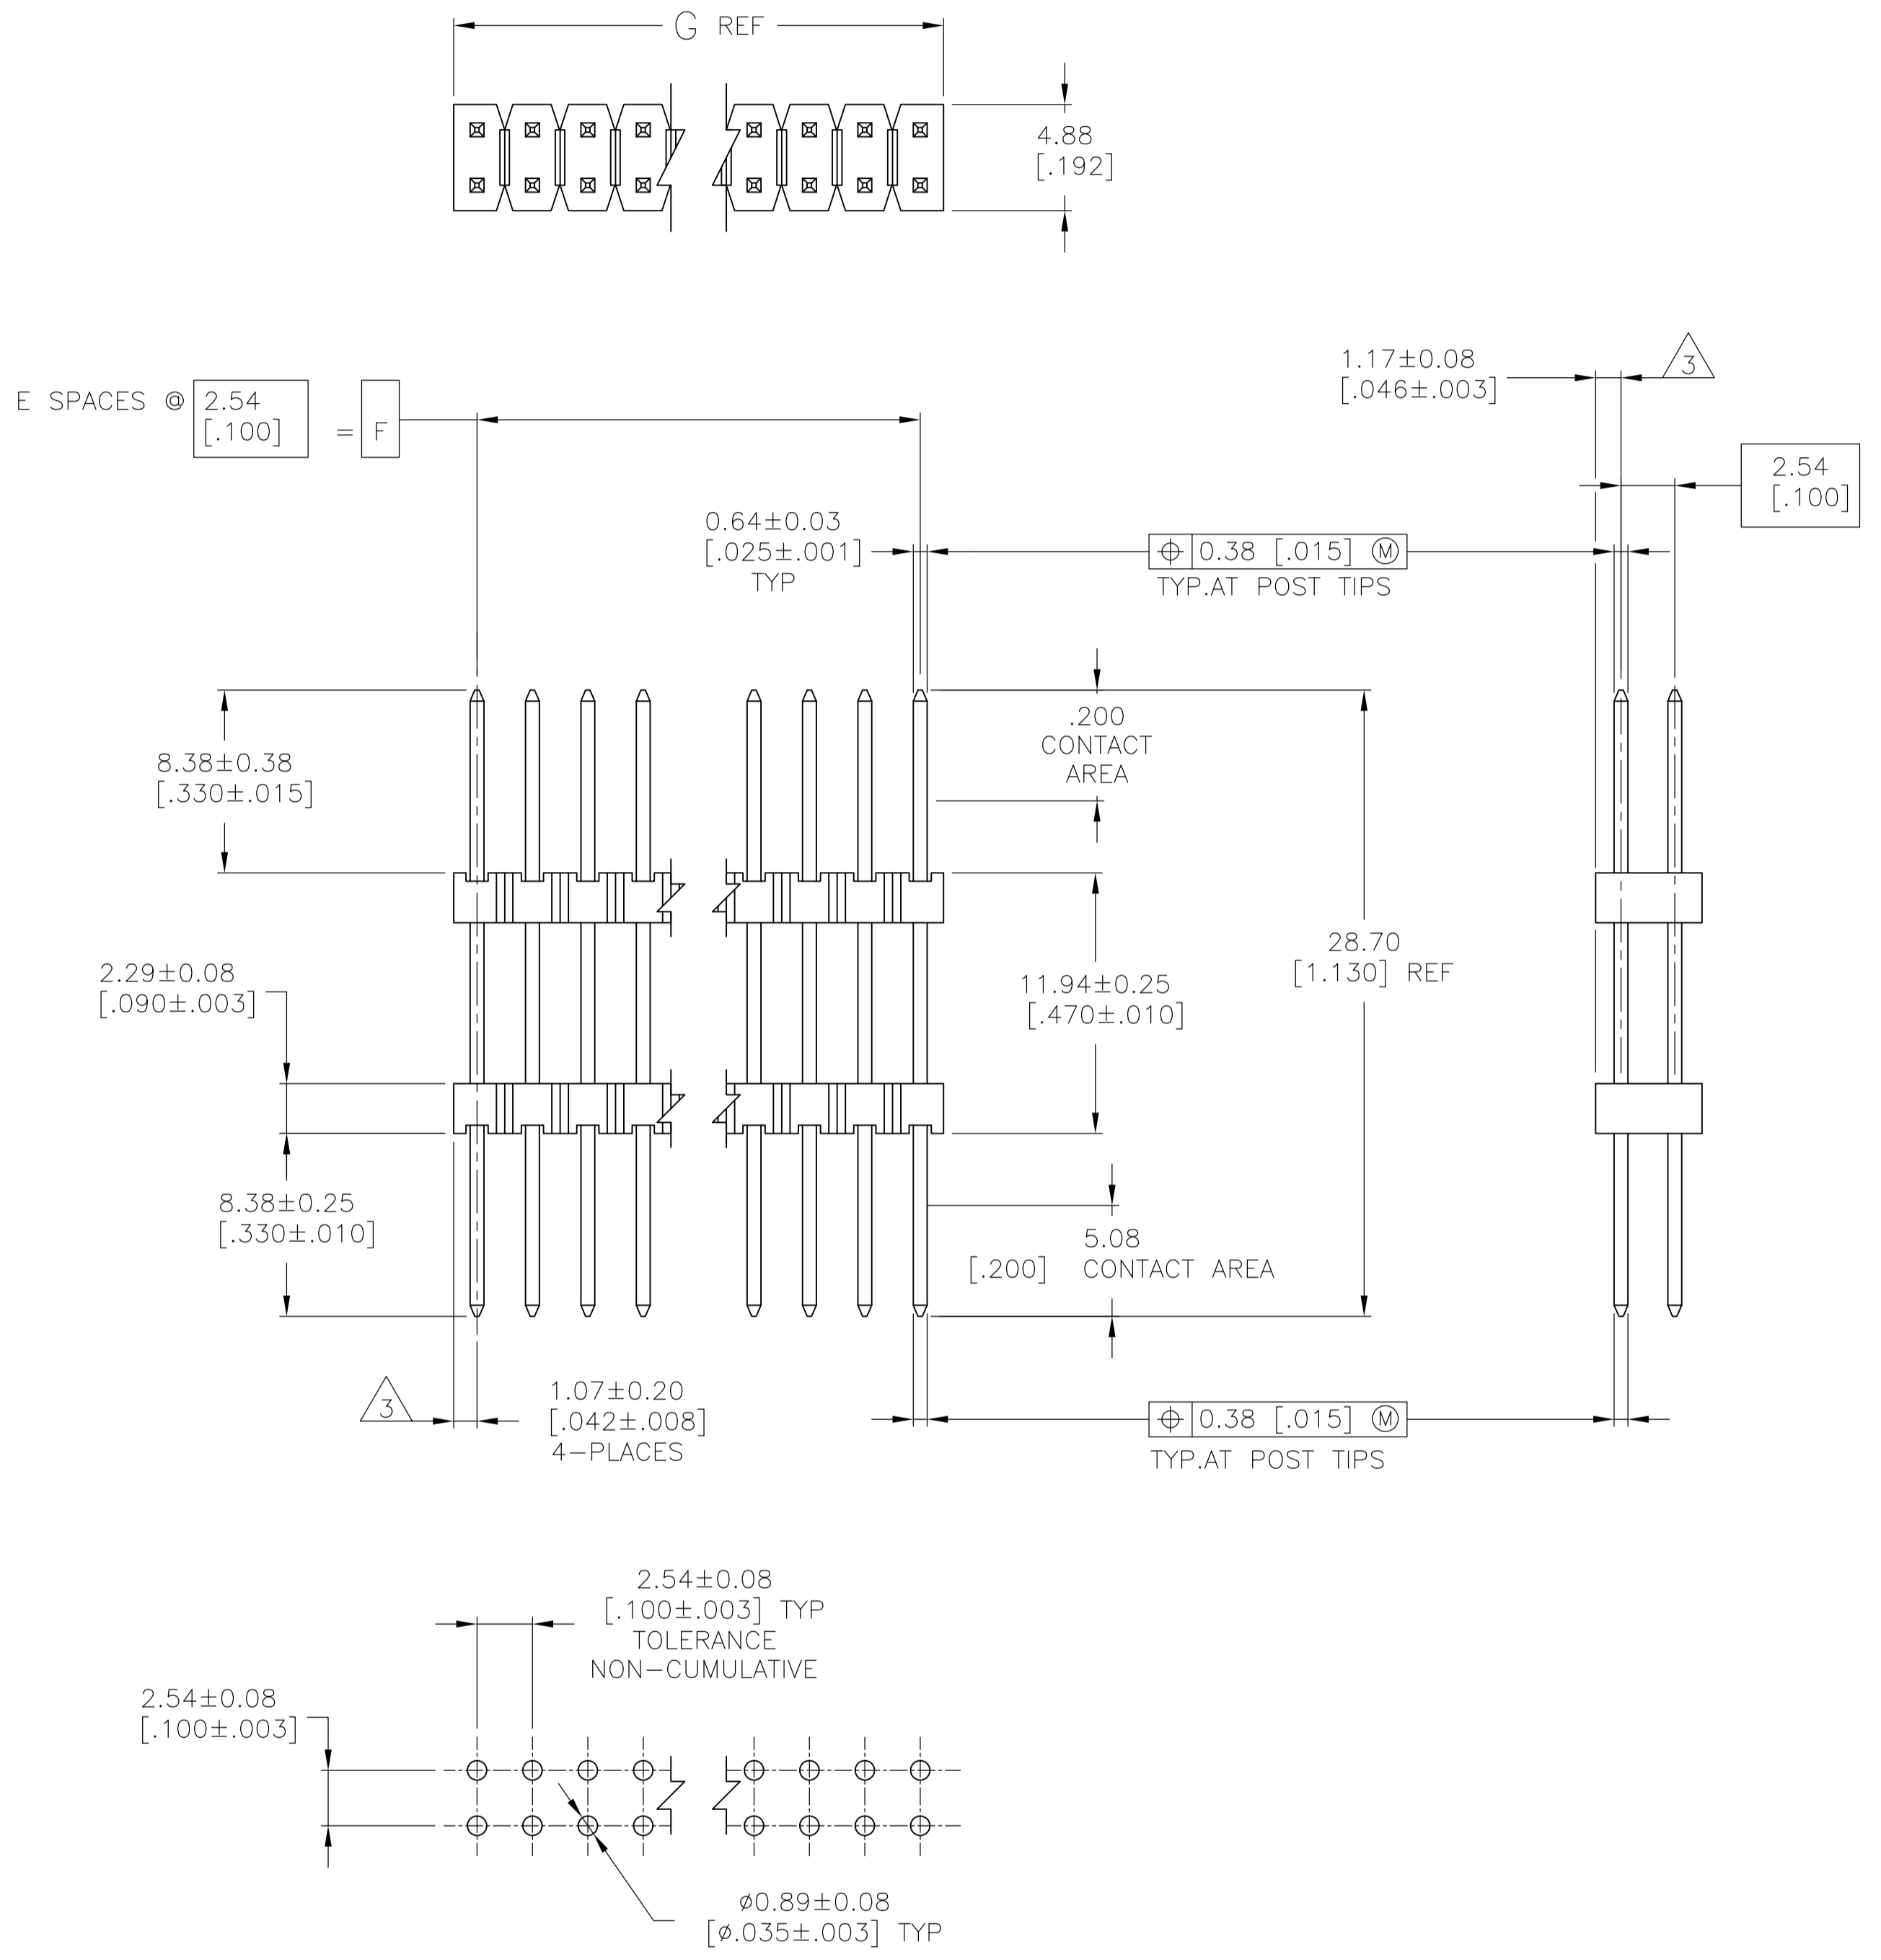 G REF
4.88
[.192]
1.17±0.08
[.046±.003]
3
E SPACES @
2.54
[.100]
= F
2.54
[.100]
0.64±0.03
[.025±.001]
TYP
⌖ 0.38 [.015] Ⓜ
TYP.AT POST TIPS
8.38±0.38
[.330±.015]
.200
CONTACT
AREA
2.29±0.08
[.090±.003]
11.94±0.25
[.470±.010]
28.70
[1.130] REF
8.38±0.25
[.330±.010]
5.08
[.200] CONTACT AREA
3
1.07±0.20
[.042±.008]
4-PLACES
⌖ 0.38 [.015] Ⓜ
TYP.AT POST TIPS
2.54±0.08
[.100±.003] TYP
TOLERANCE
NON-CUMULATIVE
2.54±0.08
[.100±.003]
⌀0.89±0.08
[⌀.035±.003] TYP